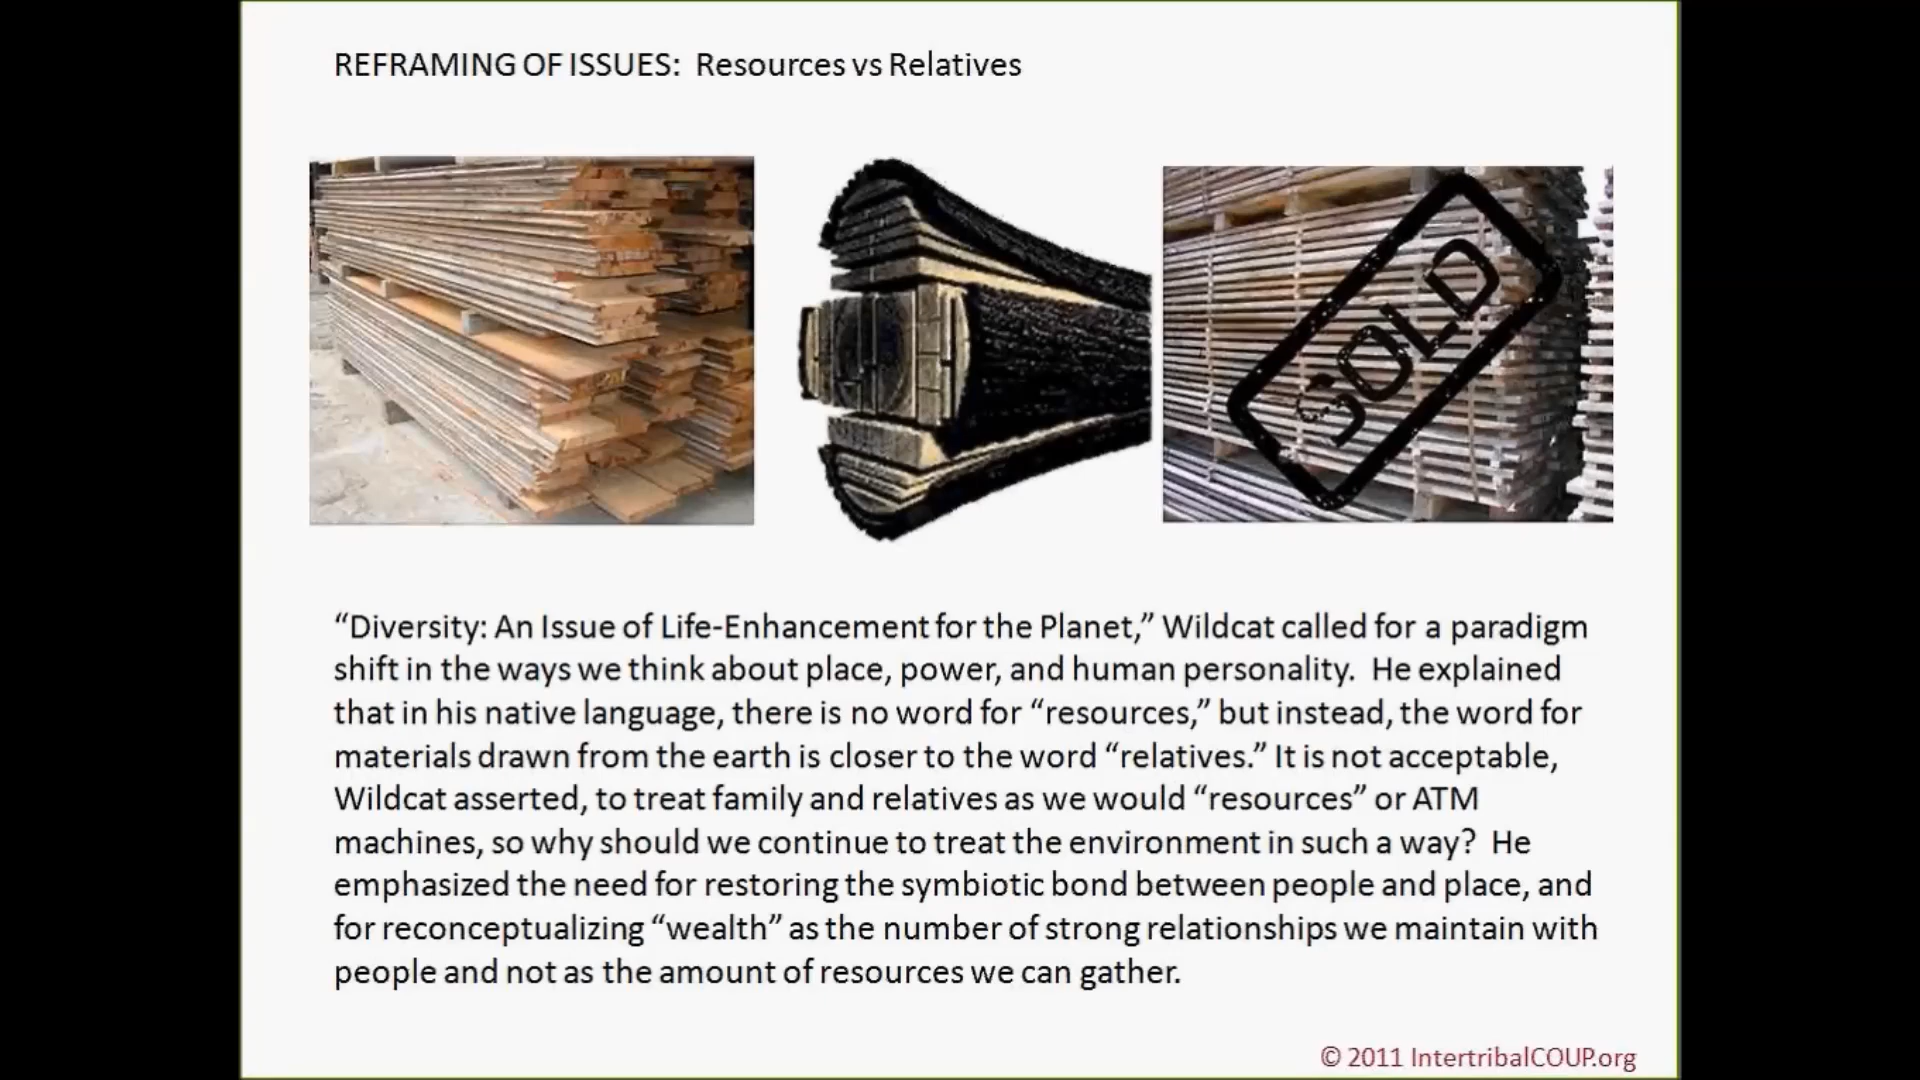 REFRAMING OF ISSUES:  Resources vs Relatives
SOLD
“Diversity: An Issue of Life-Enhancement for the Planet,” Wildcat called for a paradigm
shift in the ways we think about place, power, and human personality.  He explained
that in his native language, there is no word for “resources,” but instead, the word for
materials drawn from the earth is closer to the word “relatives.” It is not acceptable,
Wildcat asserted, to treat family and relatives as we would “resources” or ATM
machines, so why should we continue to treat the environment in such a way?  He
emphasized the need for restoring the symbiotic bond between people and place, and
for reconceptualizing “wealth” as the number of strong relationships we maintain with
people and not as the amount of resources we can gather.
© 2011 IntertribalCOUP.org